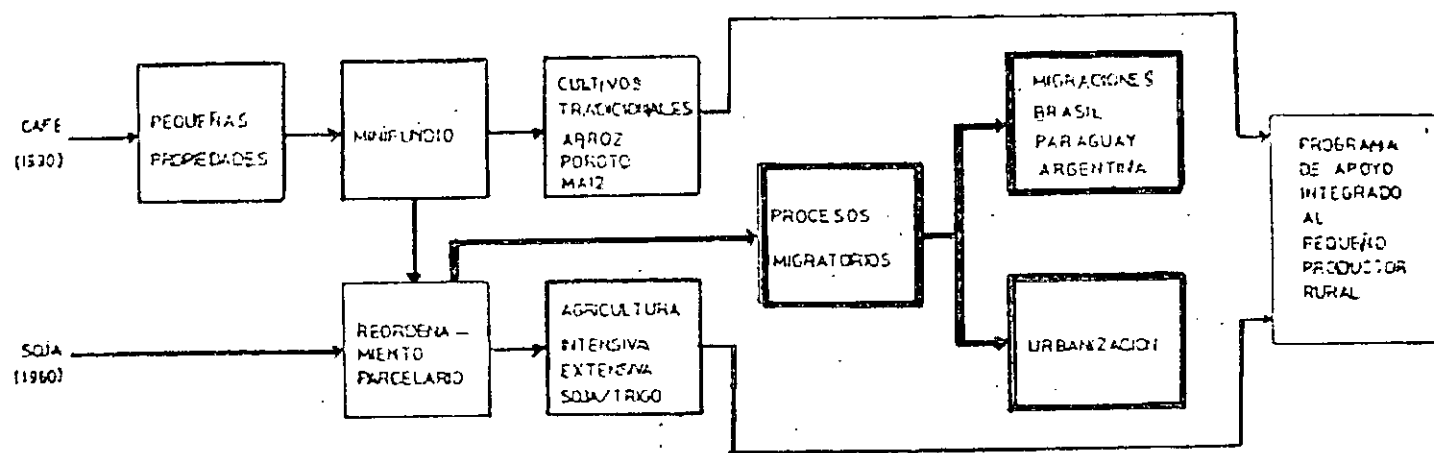 CAFE
(1930)
PEQUEÑAS
PROPIEDADES
MINIFUNDIO
CULTIVOS
TRADICIONALES
ARROZ
POROTO
MAIZ
PROCESOS
MIGRATORIOS
MIGRACIONES
BRASIL
PARAGUAY
ARGENTINA
PROGRAMA
DE APOYO
INTEGRADO
AL
PEQUEÑO
PRODUCTOR
RURAL
SOJA
(1960)
REORDENA-
MIENTO
PARCELARIO
AGRICULTURA
INTENSIVA
EXTENSIVA
SOJA/TRIGO
URBANIZACION